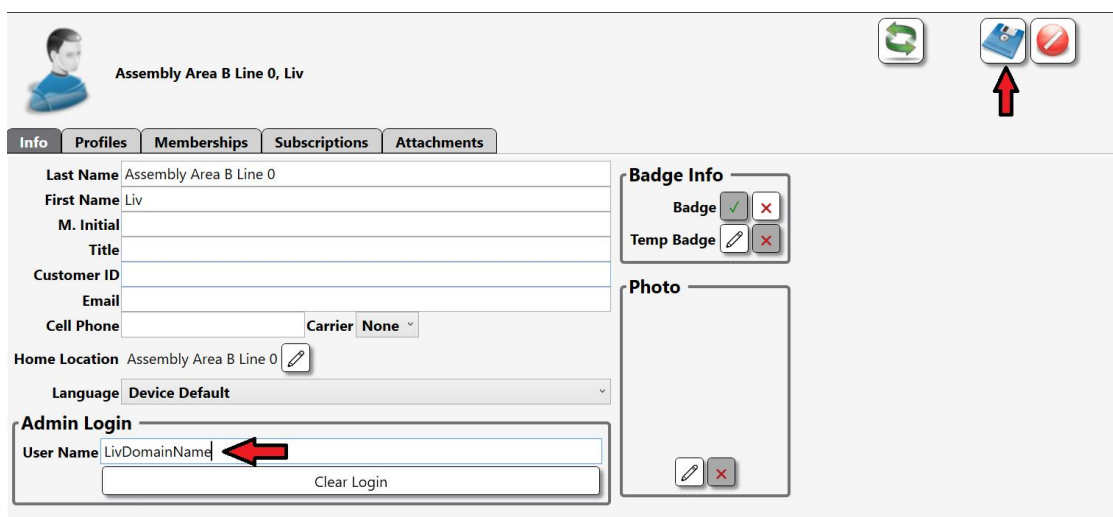 Assembly Area B Line 0, Liv
Info Profiles Memberships Subscriptions Attachments
Last Name Assembly Area B Line 0
First Name Liv
M. Initial
Title
Customer ID
Email
Cell Phone Carrier None
Home Location Assembly Area B Line 0
Language Device Default
Admin Login
User Name LivDomainName
Clear Login
Badge Info
Badge
Temp Badge
Photo